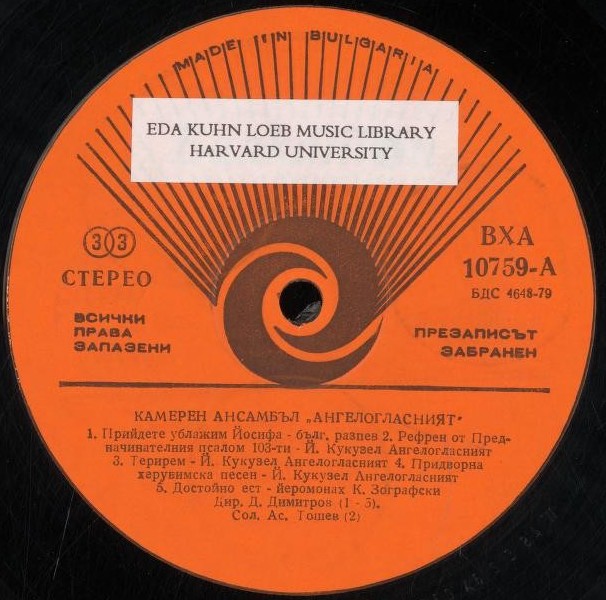 MADE IN BULGARIA
EDA KUHN LOEB MUSIC LIBRARY
HARVARD UNIVERSITY
33
СТЕРЕО
ВХА
10759-А
БДС 4648-79
ВСИЧКИ
ПРАВА
ЗАПАЗЕНИ
ПРЕЗАПИСЪТ
ЗАБРАНЕН
КАМЕРЕН АНСАМБЪЛ „АНГЕЛОГЛАСНИЯТ“
1. Прийдете ублажим Йосифа - бълг. разпев 2. Рефрен от Пред-
начинателния псалом 103-ти - Й. Кукузел Ангелогласният
3. Терирем - Й. Кукузел Ангелогласният 4. Придворна
херубимска песен - Й. Кукузел Ангелогласният
5. Достойно ест - йеромонах К. Зографски
Дир. Д. Димитров (1 - 5).
Сол. Ас. Тошев (2)